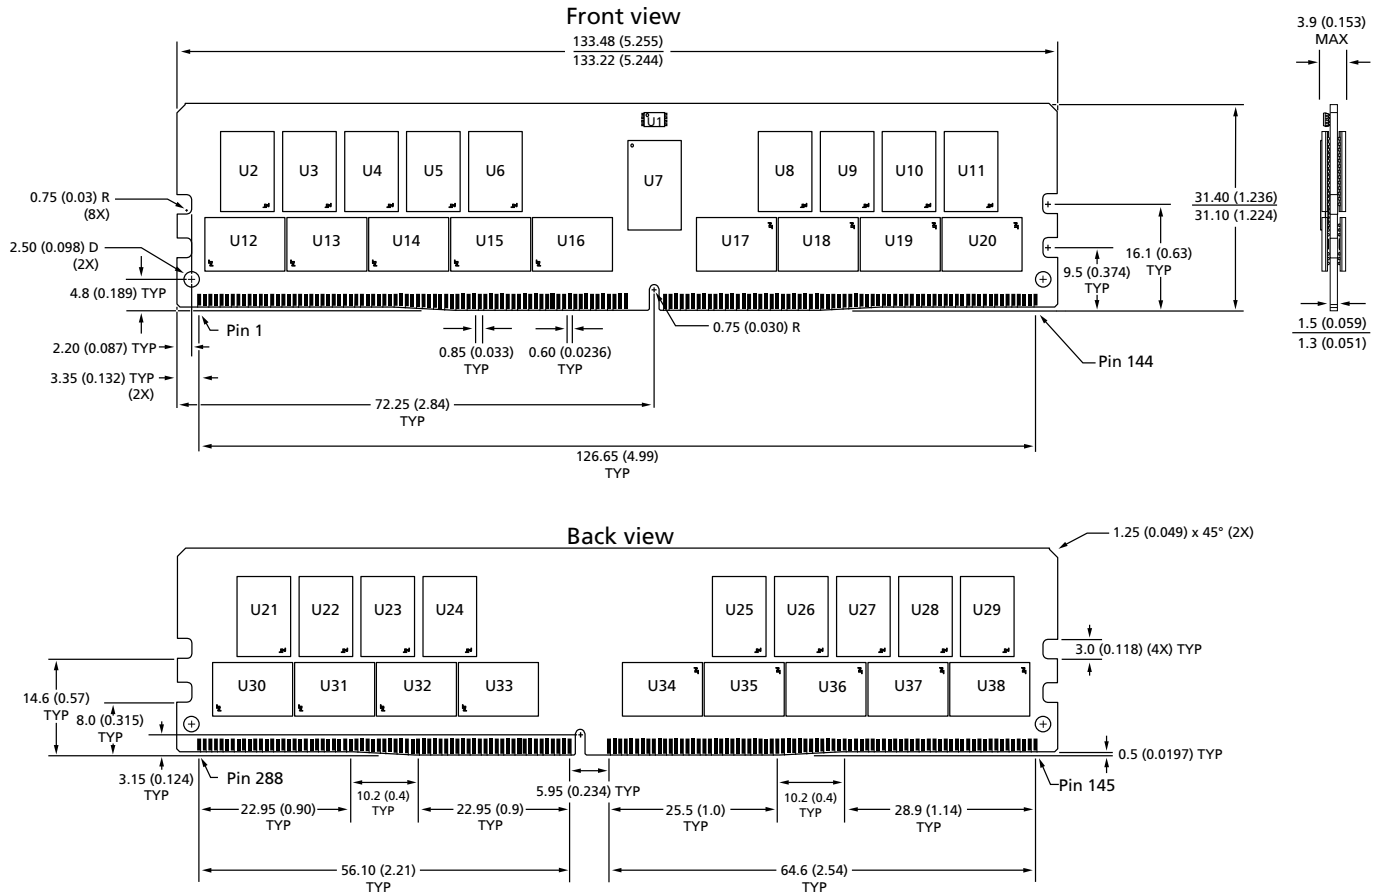 Front view
133.48 (5.255)
133.22 (5.244)
3.9 (0.153)
MAX
U1
U2 U3 U4 U5 U6 U7 U8 U9 U10 U11
0.75 (0.03) R
(8X)
U12 U13 U14 U15 U16 U17 U18 U19 U20
2.50 (0.098) D
(2X)
4.8 (0.189) TYP
31.40 (1.236)
31.10 (1.224)
16.1 (0.63)
TYP
9.5 (0.374)
TYP
Pin 1
0.75 (0.030) R
1.5 (0.059)
1.3 (0.051)
2.20 (0.087) TYP
0.85 (0.033)
TYP
0.60 (0.0236)
TYP
Pin 144
3.35 (0.132) TYP
(2X)
72.25 (2.84)
TYP
126.65 (4.99)
TYP
Back view
1.25 (0.049) x 45° (2X)
U21 U22 U23 U24 U25 U26 U27 U28 U29
3.0 (0.118) (4X) TYP
U30 U31 U32 U33 U34 U35 U36 U37 U38
14.6 (0.57)
TYP
8.0 (0.315)
TYP
0.5 (0.0197) TYP
3.15 (0.124)
TYP
Pin 288
5.95 (0.234) TYP
Pin 145
22.95 (0.90)
TYP
10.2 (0.4)
TYP
22.95 (0.9)
TYP
25.5 (1.0)
TYP
10.2 (0.4)
TYP
28.9 (1.14)
TYP
56.10 (2.21)
TYP
64.6 (2.54)
TYP